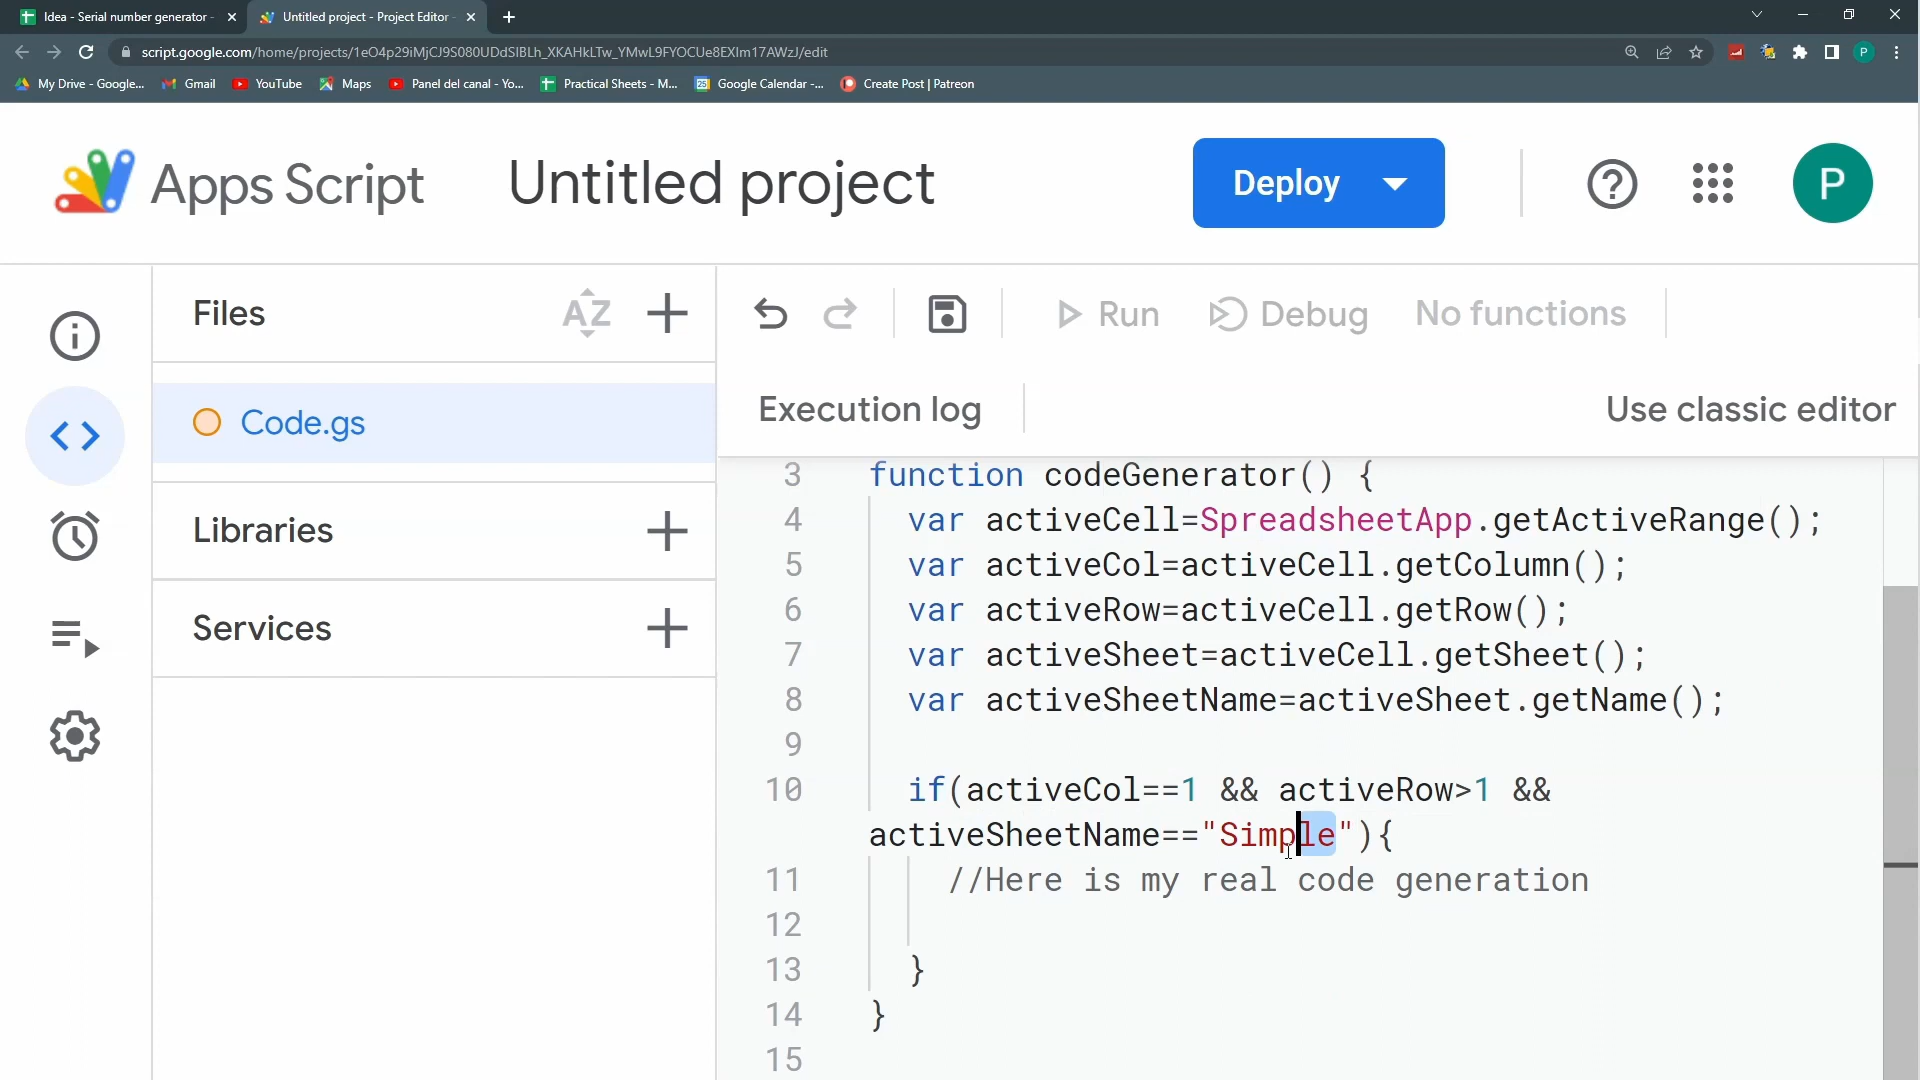 Idea - Serial number generator -
Untitled project - Project Editor -
script.google.com/home/projects/1eO4p29iMjCJ9S080UDdSIBLh_XKAHkLTw_YMwL9FYOCUe8EXIm17AWzJ/edit
P
My Drive - Google...
Gmail
YouTube
Maps
Panel del canal - Yo...
Practical Sheets - M...
25
Google Calendar -...
Create Post | Patreon
Apps Script
Untitled project
Deploy
?
P
Files
AZ
Run
Debug
No functions
Code.gs
Execution log
Use classic editor
Libraries
Services
3 function codeGenerator() {
4 var activeCell=SpreadsheetApp.getActiveRange();
5 var activeCol=activeCell.getColumn();
6 var activeRow=activeCell.getRow();
7 var activeSheet=activeCell.getSheet();
8 var activeSheetName=activeSheet.getName();
9
10 if(activeCol==1 && activeRow>1 &&
activeSheetName=="Simple"){
11 //Here is my real code generation
12
13 }
14 }
15